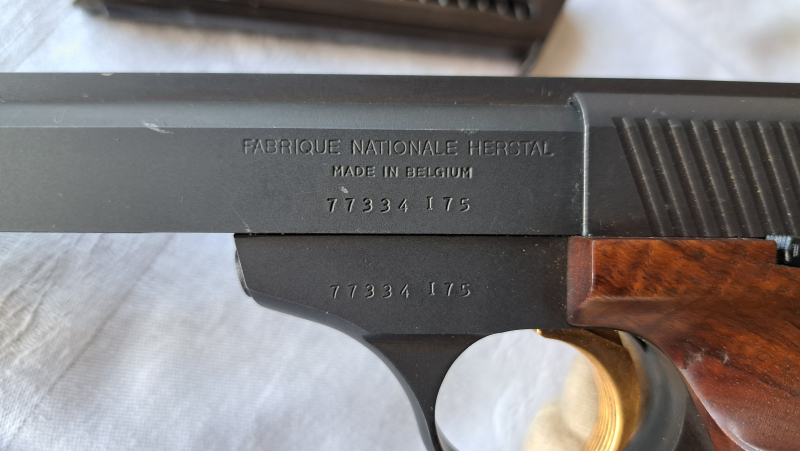 FABRIQUE NATIONALE HERSTAL
MADE IN BELGIUM
77334 I75
77334 I75